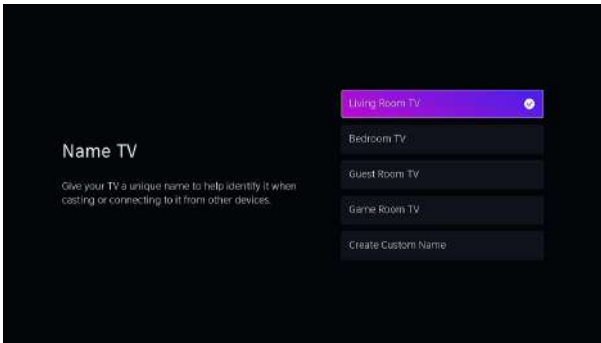 Name TV
Give your TV a unique name to help identify it when
casting or connecting to it from other devices.
Living Room TV
Bedroom TV
Guest Room TV
Game Room TV
Create Custom Name